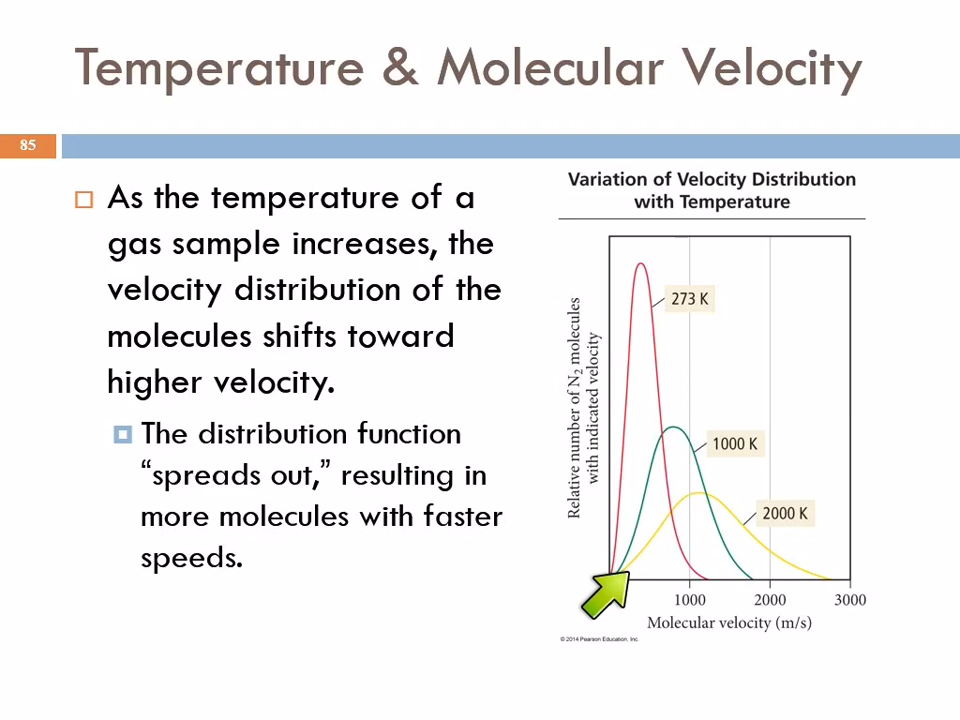 Temperature & Molecular Velocity
85
As the temperature of a
gas sample increases, the
velocity distribution of the
molecules shifts toward
higher velocity.
The distribution function
“spreads out,” resulting in
more molecules with faster
speeds.
Variation of Velocity Distribution
with Temperature
Relative number of N₂ molecules
with indicated velocity
273 K
1000 K
2000 K
1000 2000 3000
Molecular velocity (m/s)
© 2014 Pearson Education, Inc